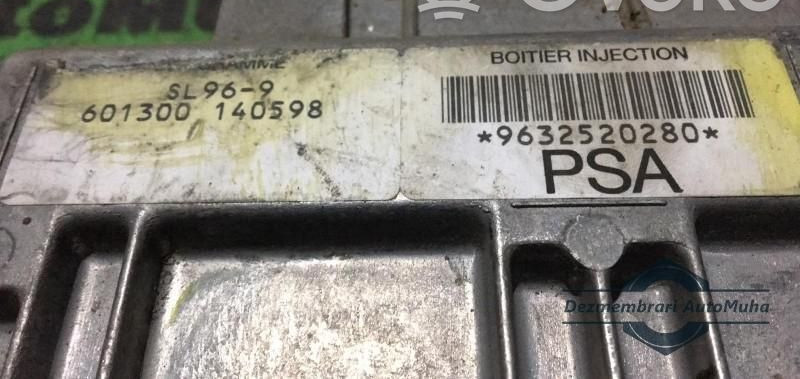 SL96-9
601300 140598
BOITIER INJECTION
*9632520280*
PSA
Dezmembrari AutoMuha